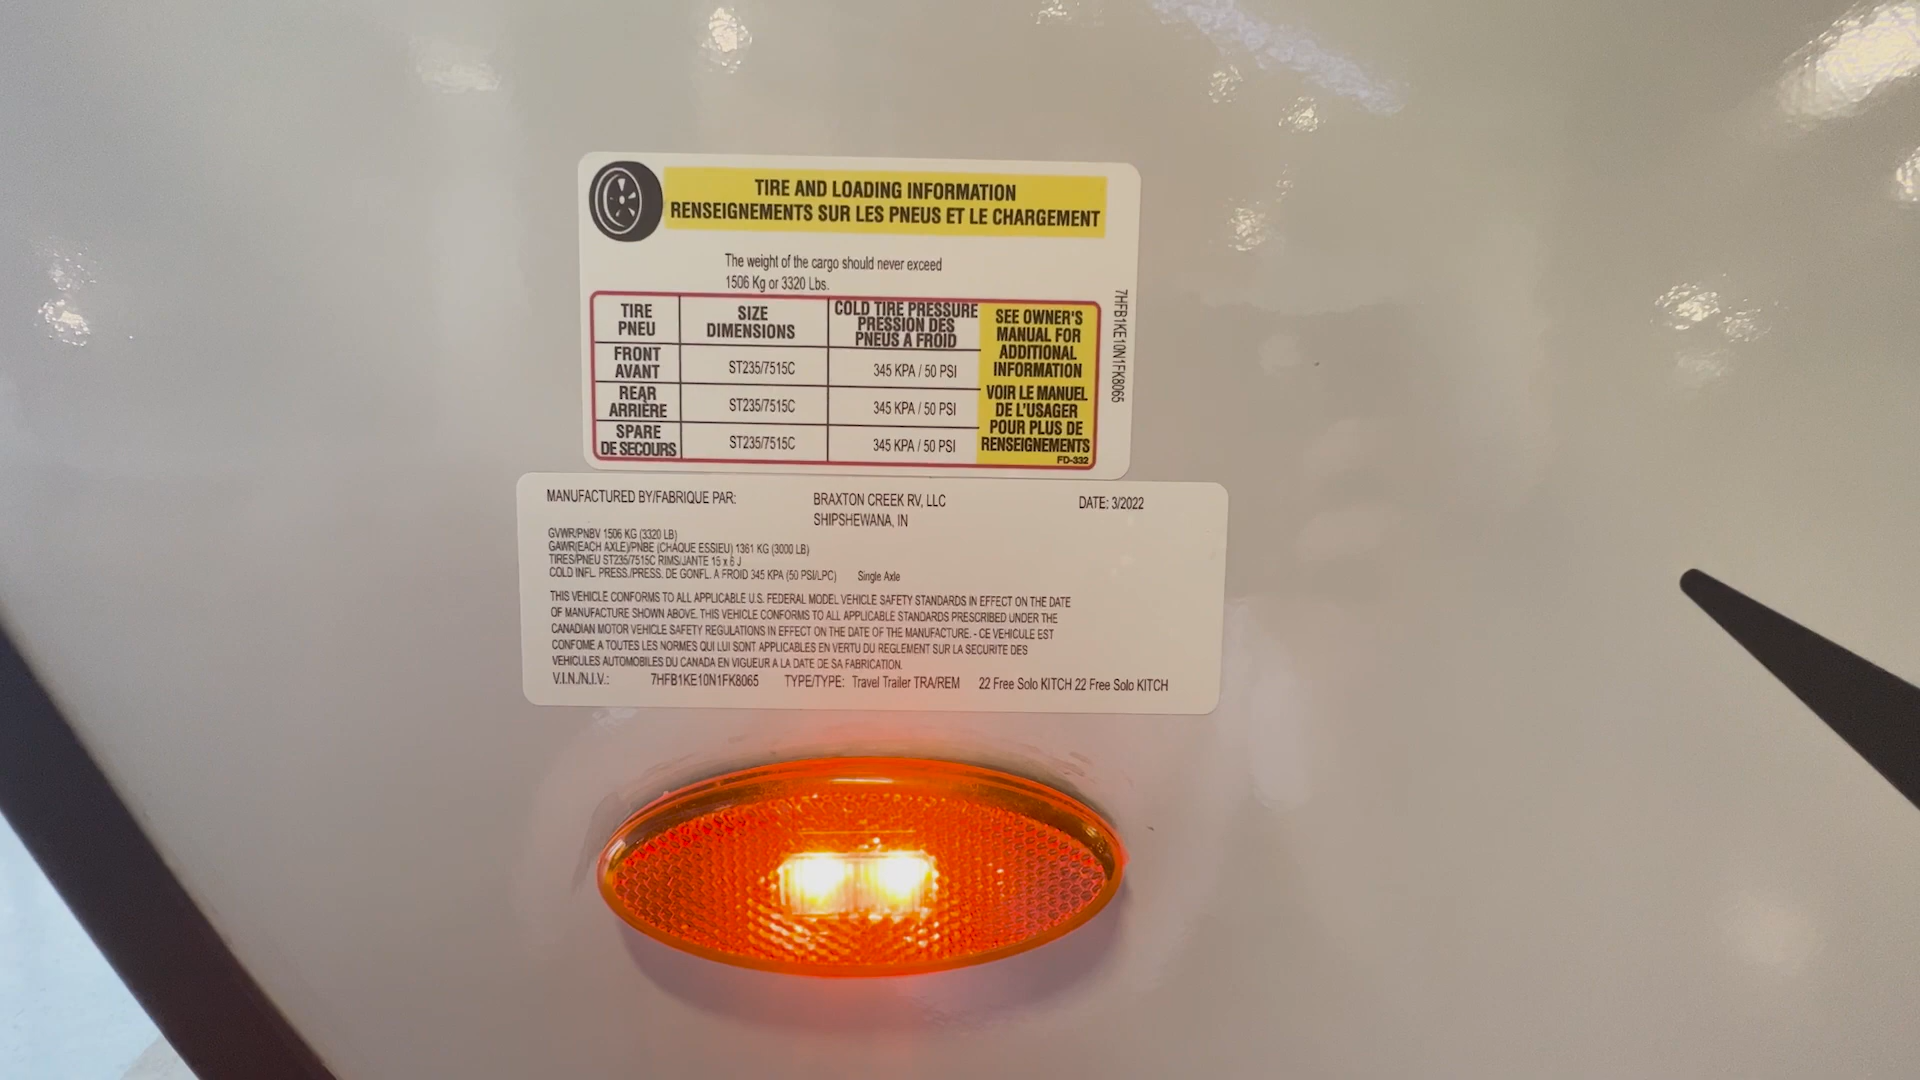 TIRE AND LOADING INFORMATION
RENSEIGNEMENTS SUR LES PNEUS ET LE CHARGEMENT
The weight of the cargo should never exceed
1506 Kg or 3320 Lbs.
TIRE
PNEU
SIZE
DIMENSIONS
COLD TIRE PRESSURE
PRESSION DES
PNEUS A FROID
FRONT
AVANT
ST235/7515C
345 KPA / 50 PSI
REAR
ARRIÈRE
ST235/7515C
345 KPA / 50 PSI
SPARE
DE SECOURS
ST235/7515C
345 KPA / 50 PSI
SEE OWNER'S
MANUAL FOR
ADDITIONAL
INFORMATION
VOIR LE MANUEL
DE L'USAGER
POUR PLUS DE
RENSEIGNEMENTS
FD-332
7HFB1KE10N1FK8065
MANUFACTURED BY/FABRIQUE PAR: BRAXTON CREEK RV, LLC DATE: 3/2022
SHIPSHEWANA, IN
GVWR/PNBV 1506 KG (3320 LB)
GAWR(EACH AXLE)/PNBE (CHAQUE ESSIEU) 1361 KG (3000 LB)
TIRES/PNEU ST235/7515C RIMS/JANTE 15 x 6 J
COLD INFL. PRESS./PRESS. DE GONFL. A FROID 345 KPA (50 PSI/LPC) Single Axle
THIS VEHICLE CONFORMS TO ALL APPLICABLE U.S. FEDERAL MODEL VEHICLE SAFETY STANDARDS IN EFFECT ON THE DATE
OF MANUFACTURE SHOWN ABOVE. THIS VEHICLE CONFORMS TO ALL APPLICABLE STANDARDS PRESCRIBED UNDER THE
CANADIAN MOTOR VEHICLE SAFETY REGULATIONS IN EFFECT ON THE DATE OF THE MANUFACTURE. - CE VEHICULE EST
CONFOME A TOUTES LES NORMES QUI LUI SONT APPLICABLES EN VERTU DU REGLEMENT SUR LA SECURITE DES
VEHICULES AUTOMOBILES DU CANADA EN VIGUEUR A LA DATE DE SA FABRICATION.
V.I.N./N.I.V.: 7HFB1KE10N1FK8065 TYPE/TYPE: Travel Trailer TRA/REM 22 Free Solo KITCH 22 Free Solo KITCH